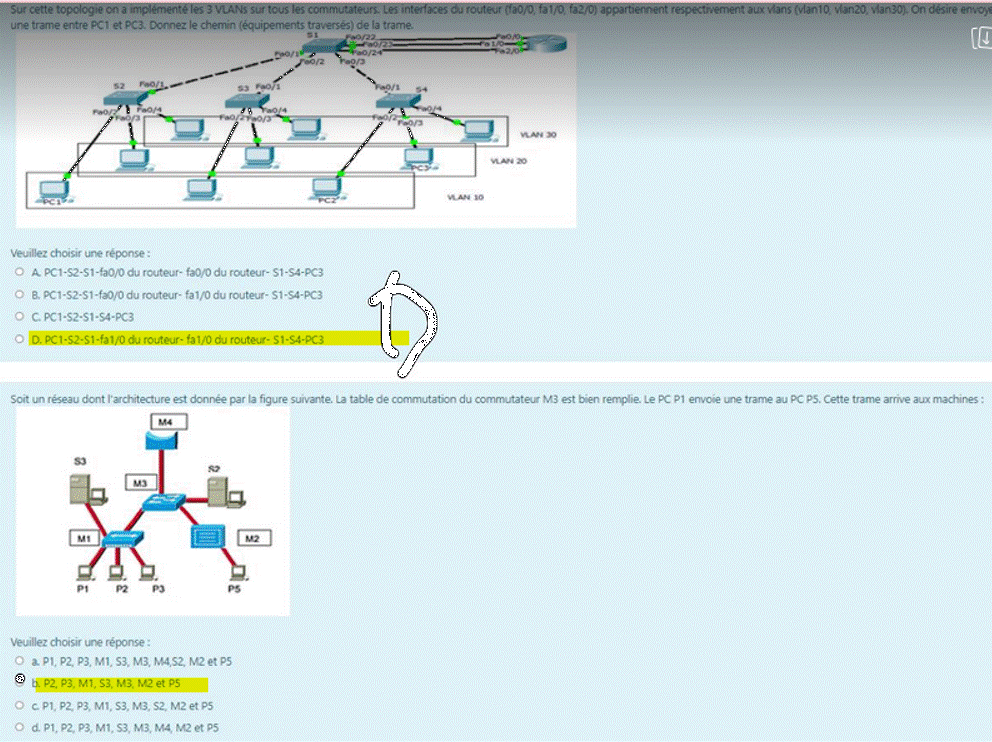 Sur cette topologie on a implémenté les 3 VLANs sur tous les commutateurs. Les interfaces du routeur (fa0/0, fa1/0, fa2/0) appartiennent respectivement aux vlans (vlan10, vlan20, vlan30). On désire envoye
une trame entre PC1 et PC3. Donnez le chemin (équipements traversés) de la trame.
S1 Fa0/22 Fa0/0
Fa0/23 Fa1/0
Fa0/1 Fa0/24 Fa2/0
Fa0/2 Fa0/3
S2 Fa0/1 S3 Fa0/1 Fa0/1 S4
Fa0/2 Fa0/4 Fa0/4 Fa0/4
Fa0/3 Fa0/2 Fa0/3 Fa0/2 Fa0/3
VLAN 30
PC3 VLAN 20
PC1 PC2 VLAN 10
Veuillez choisir une réponse :
A. PC1-S2-S1-fa0/0 du routeur- fa0/0 du routeur- S1-S4-PC3
B. PC1-S2-S1-fa0/0 du routeur- fa1/0 du routeur- S1-S4-PC3
C. PC1-S2-S1-S4-PC3
D. PC1-S2-S1-fa1/0 du routeur- fa1/0 du routeur- S1-S4-PC3
D
Soit un réseau dont l'architecture est donnée par la figure suivante. La table de commutation du commutateur M3 est bien remplie. Le PC P1 envoie une trame au PC P5. Cette trame arrive aux machines :
M4
S3 S2
M3
M1 M2
P1 P2 P3 P5
Veuillez choisir une réponse :
a. P1, P2, P3, M1, S3, M3, M4,S2, M2 et P5
b. P2, P3, M1, S3, M3, M2 et P5
c. P1, P2, P3, M1, S3, M3, S2, M2 et P5
d. P1, P2, P3, M1, S3, M3, M4, M2 et P5